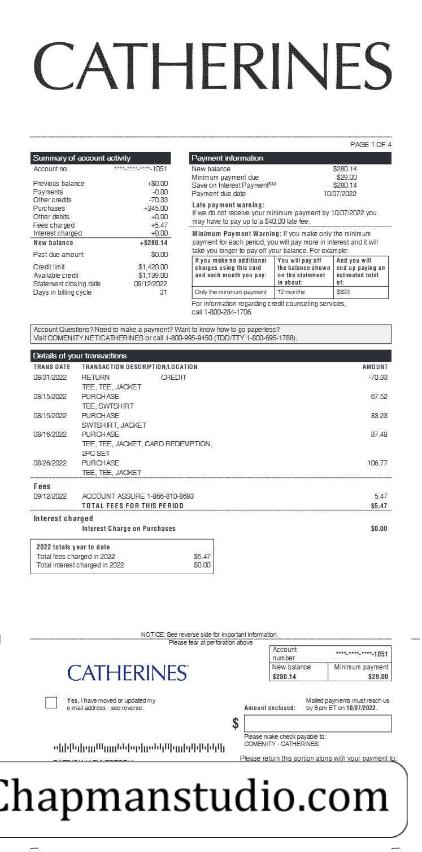 CATHERINES
PAGE 1 OF 4
Summary of account activity
Account no ****-****-****-1051
Previous balance +$0.00
Payments -0.00
Other credits -70.33
Purchases +345.00
Other debits +0.00
Fees charged +5.47
Interest charged +0.00
New balance +$280.14
Past due amount $0.00
Credit limit $1,420.00
Available credit $1,139.00
Statement closing date 09/12/2022
Days in billing cycle 31
Payment information
New balance $280.14
Minimum payment due $29.00
Save on Interest Payment $280.14
Payment due date 10/07/2022
Late payment warning:
If we do not receive your minimum payment by 10/07/2022 you
may have to pay up to a $40.00 late fee.
Minimum Payment Warning: If you make only the minimum
payment for each period, you will pay more in interest and it will
take you longer to pay off your balance. For example:
If you make no additional charges using this card and each month you pay:
You will pay off the balance shown on the statement in about:
And you will end up paying an estimated total of:
Only the minimum payment 12 months $323
For information regarding credit counseling services,
call 1-800-284-1706.
Account Questions? Need to make a payment? Want to know how to go paperless?
Visit COMENITY.NET/CATHERINES or call 1-800-995-9450 (TDD/TTY 1-800-695-1788).
Details of your transactions
TRANS DATE TRANSACTION DESCRIPTION/LOCATION AMOUNT
08/31/2022 RETURN CREDIT -70.33
TEE, TEE, JACKET
08/15/2022 PURCHASE 67.52
TEE, SWTSHIRT
08/15/2022 PURCHASE 83.23
SWTSHIRT, JACKET
08/16/2022 PURCHASE 87.48
TEE, TEE, JACKET, CARD REDEMPTION,
2PC SET
08/26/2022 PURCHASE 106.77
TEE, TEE, JACKET
Fees
09/12/2022 ACCOUNT ASSURE 1-866-810-8683 5.47
TOTAL FEES FOR THIS PERIOD $5.47
Interest charged
Interest Charge on Purchases $0.00
2022 totals year to date
Total fees charged in 2022 $5.47
Total interest charged in 2022 $0.00
NOTICE: See reverse side for important information.
Please tear at perforation above
CATHERINES
Account number ****-****-****-1051
New balance Minimum payment
$280.14 $29.00
Yes, I have moved or updated my
e-mail address - see reverse.
Mailed payments must reach us
Amount enclosed: by 6pm ET on 10/07/2022.
$
Please make check payable to:
COMENITY - CATHERINES
Please return this portion along with your payment to:
Chapmanstudio.com